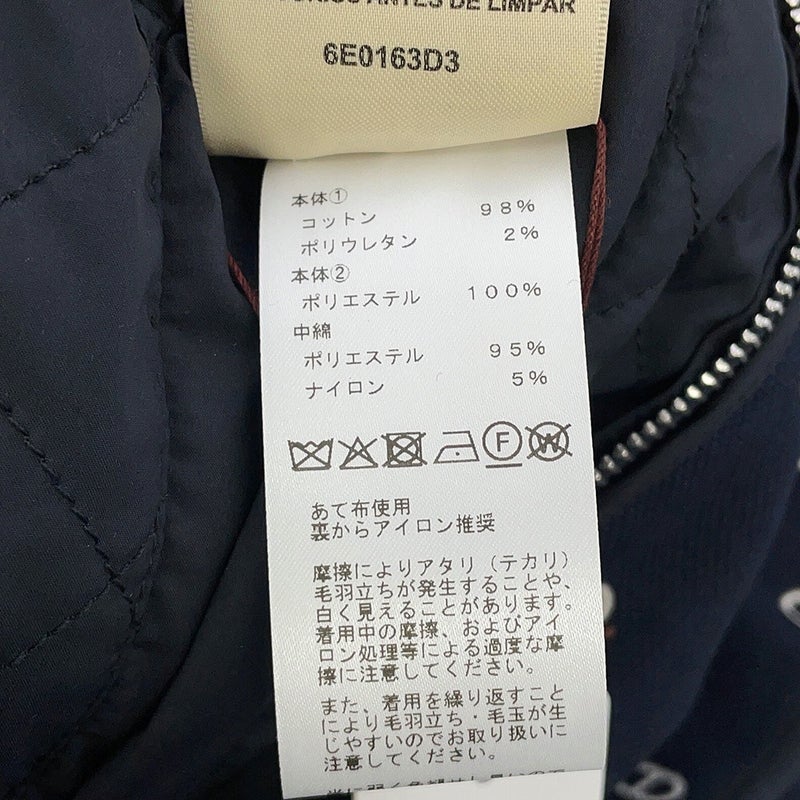 ANTES DE LIMPAR
6E0163D3
本体①
コットン 98%
ポリウレタン 2%
本体②
ポリエステル 100%
中綿
ポリエステル 95%
ナイロン 5%
F
W
あて布使用
裏からアイロン推奨
摩擦によりアタリ(テカリ)
毛羽立ちが発生することや、
白く見えることがあります。
着用中の摩擦、およびアイ
ロン処理等による過度な摩
擦に注意してください。
また、着用を繰り返すこと
により毛羽立ち・毛玉が生
じやすいのでお取り扱いに
注意してください。